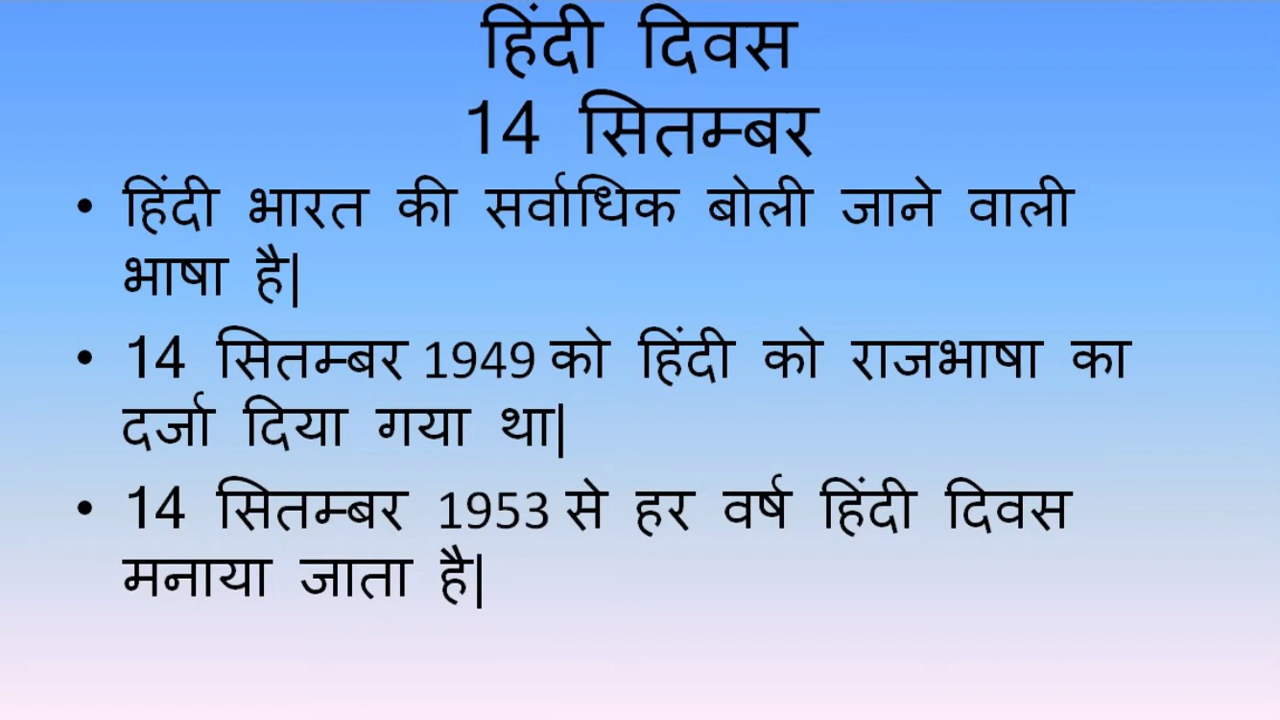 हिंदी दिवस
14 सितम्बर
• हिंदी भारत की सर्वाधिक बोली जाने वाली
भाषा है|
• 14 सितम्बर 1949 को हिंदी को राजभाषा का
दर्जा दिया गया था|
• 14 सितम्बर 1953 से हर वर्ष हिंदी दिवस
मनाया जाता है|